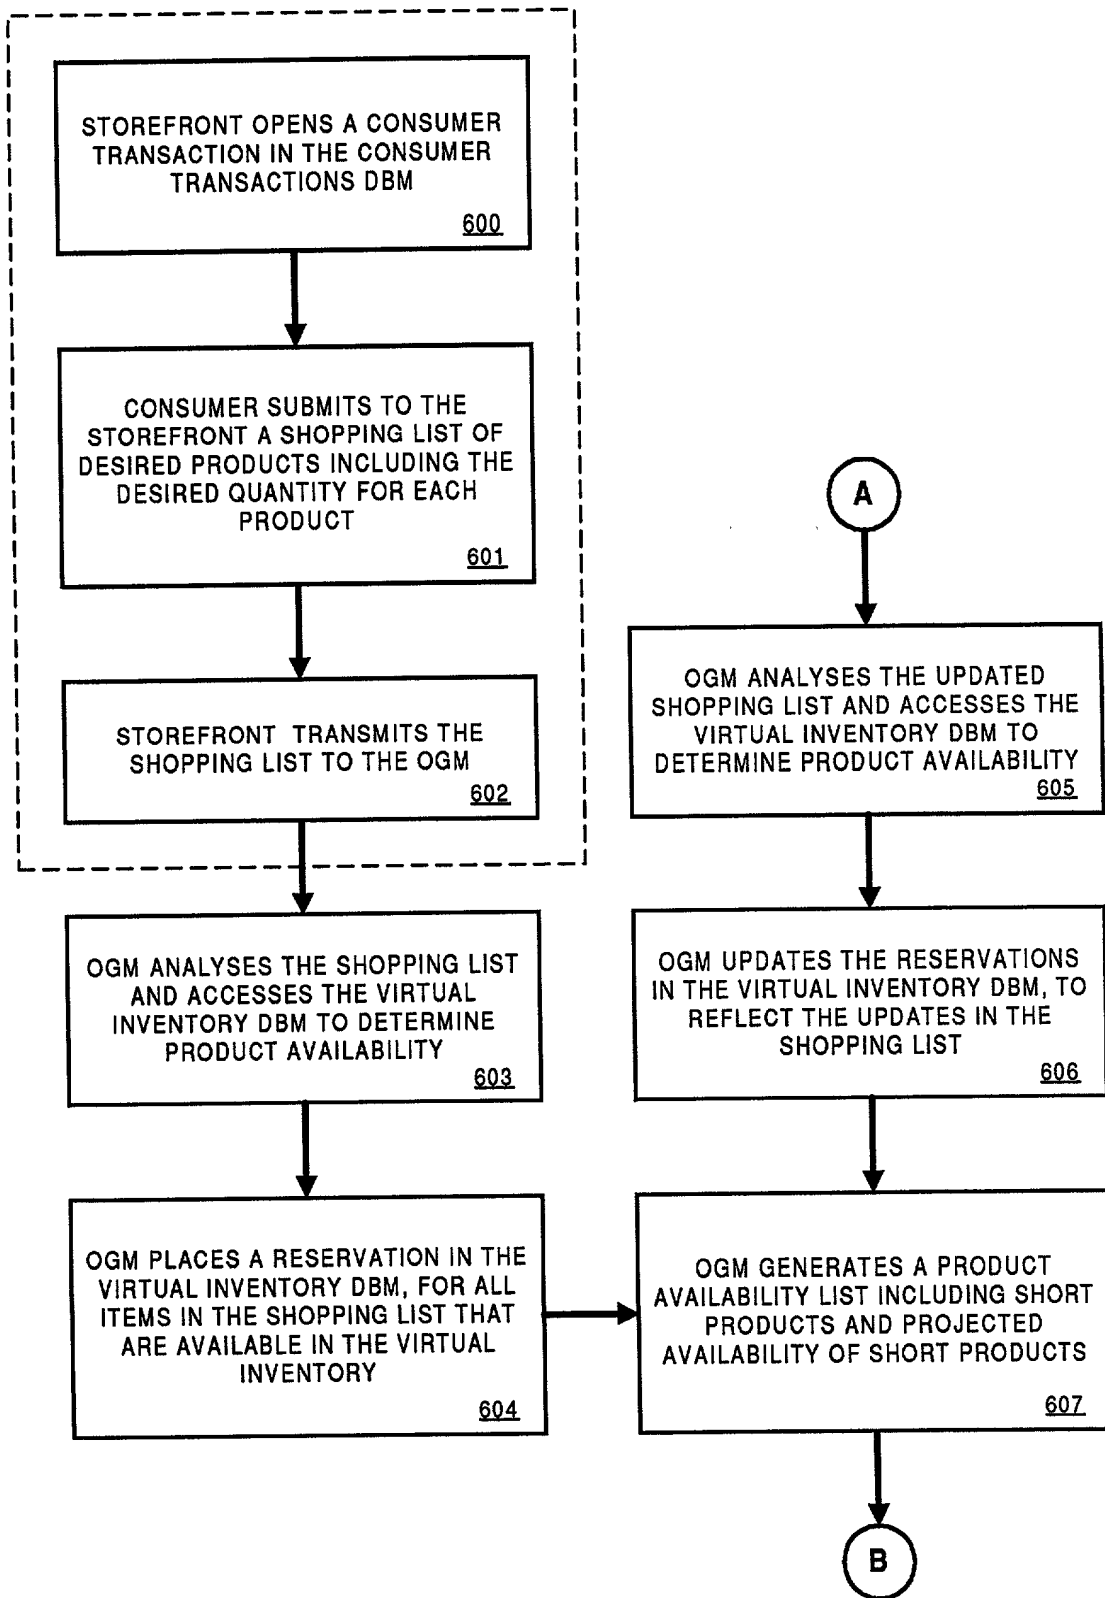 STOREFRONT OPENS A CONSUMER
TRANSACTION IN THE CONSUMER
TRANSACTIONS DBM
600
CONSUMER SUBMITS TO THE
STOREFRONT A SHOPPING LIST OF
DESIRED PRODUCTS INCLUDING THE
DESIRED QUANTITY FOR EACH
PRODUCT
601
STOREFRONT TRANSMITS THE
SHOPPING LIST TO THE OGM
602
OGM ANALYSES THE SHOPPING LIST
AND ACCESSES THE VIRTUAL
INVENTORY DBM TO DETERMINE
PRODUCT AVAILABILITY
603
OGM PLACES A RESERVATION IN THE
VIRTUAL INVENTORY DBM, FOR ALL
ITEMS IN THE SHOPPING LIST THAT
ARE AVAILABLE IN THE VIRTUAL
INVENTORY
604
A
OGM ANALYSES THE UPDATED
SHOPPING LIST AND ACCESSES THE
VIRTUAL INVENTORY DBM TO
DETERMINE PRODUCT AVAILABILITY
605
OGM UPDATES THE RESERVATIONS
IN THE VIRTUAL INVENTORY DBM, TO
REFLECT THE UPDATES IN THE
SHOPPING LIST
606
OGM GENERATES A PRODUCT
AVAILABILITY LIST INCLUDING SHORT
PRODUCTS AND PROJECTED
AVAILABILITY OF SHORT PRODUCTS
607
B